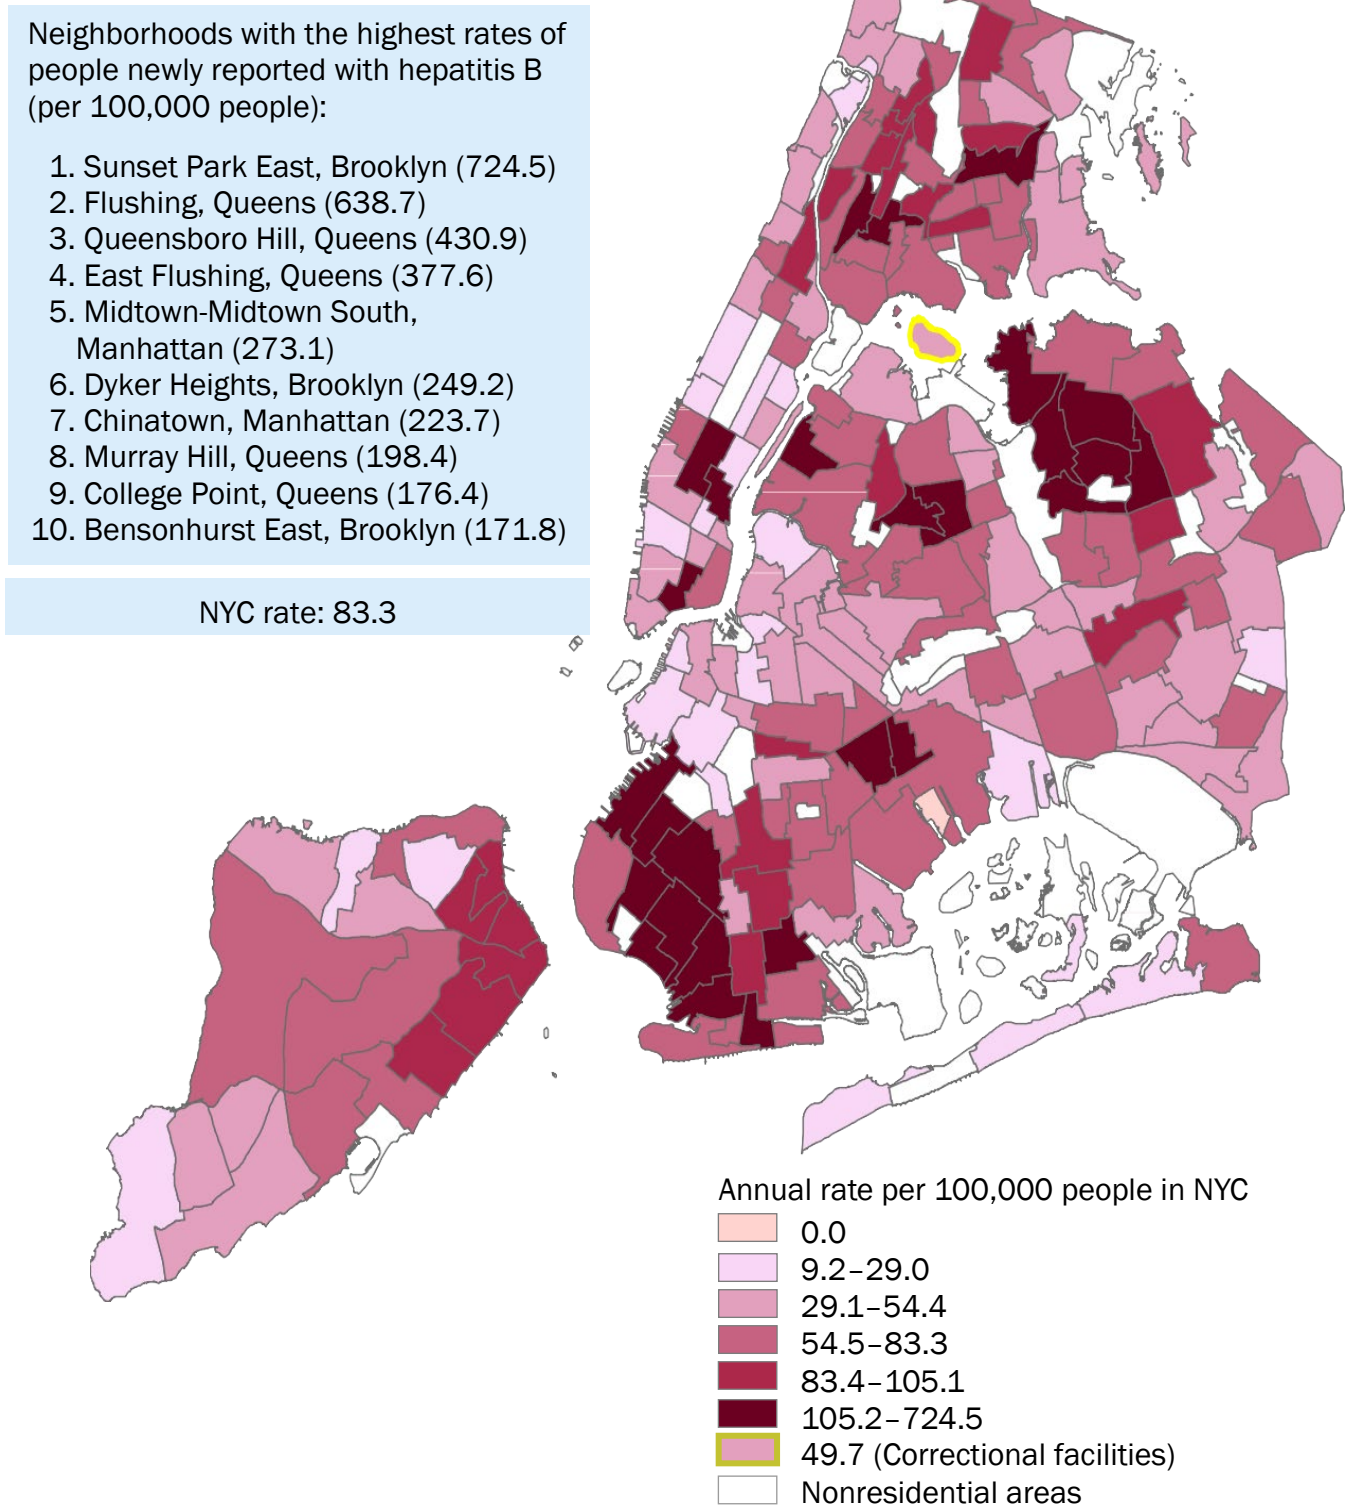 Neighborhoods with the highest rates of
people newly reported with hepatitis B
(per 100,000 people):
1. Sunset Park East, Brooklyn (724.5)
2. Flushing, Queens (638.7)
3. Queensboro Hill, Queens (430.9)
4. East Flushing, Queens (377.6)
5. Midtown-Midtown South,
Manhattan (273.1)
6. Dyker Heights, Brooklyn (249.2)
7. Chinatown, Manhattan (223.7)
8. Murray Hill, Queens (198.4)
9. College Point, Queens (176.4)
10. Bensonhurst East, Brooklyn (171.8)
NYC rate: 83.3
Annual rate per 100,000 people in NYC
0.0
9.2–29.0
29.1–54.4
54.5–83.3
83.4–105.1
105.2–724.5
49.7 (Correctional facilities)
Nonresidential areas